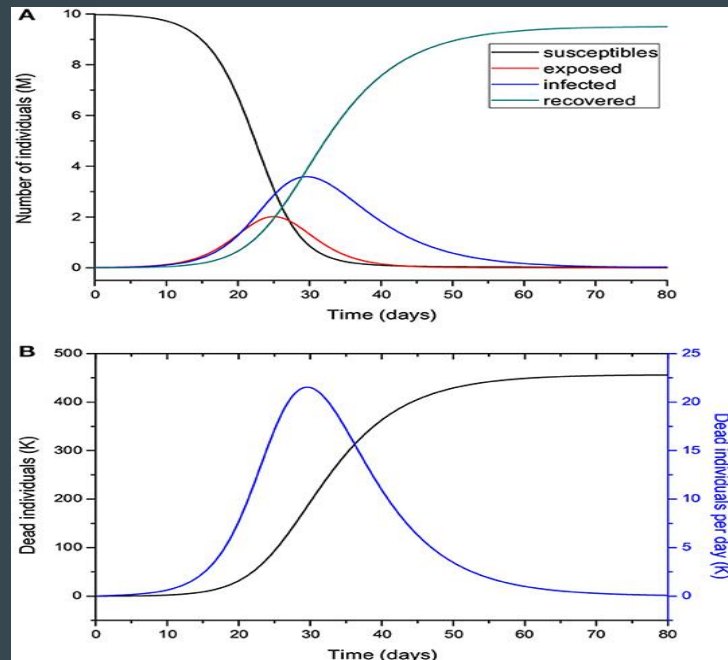 A
Number of individuals (M)
10
8
6
4
2
0
susceptibles
exposed
infected
recovered
0 10 20 30 40 50 60 70 80
Time (days)
B
Dead individuals (K)
500
400
300
200
100
0
25
20
15
10
5
0
Dead individuals per day (K)
0 10 20 30 40 50 60 70 80
Time (days)